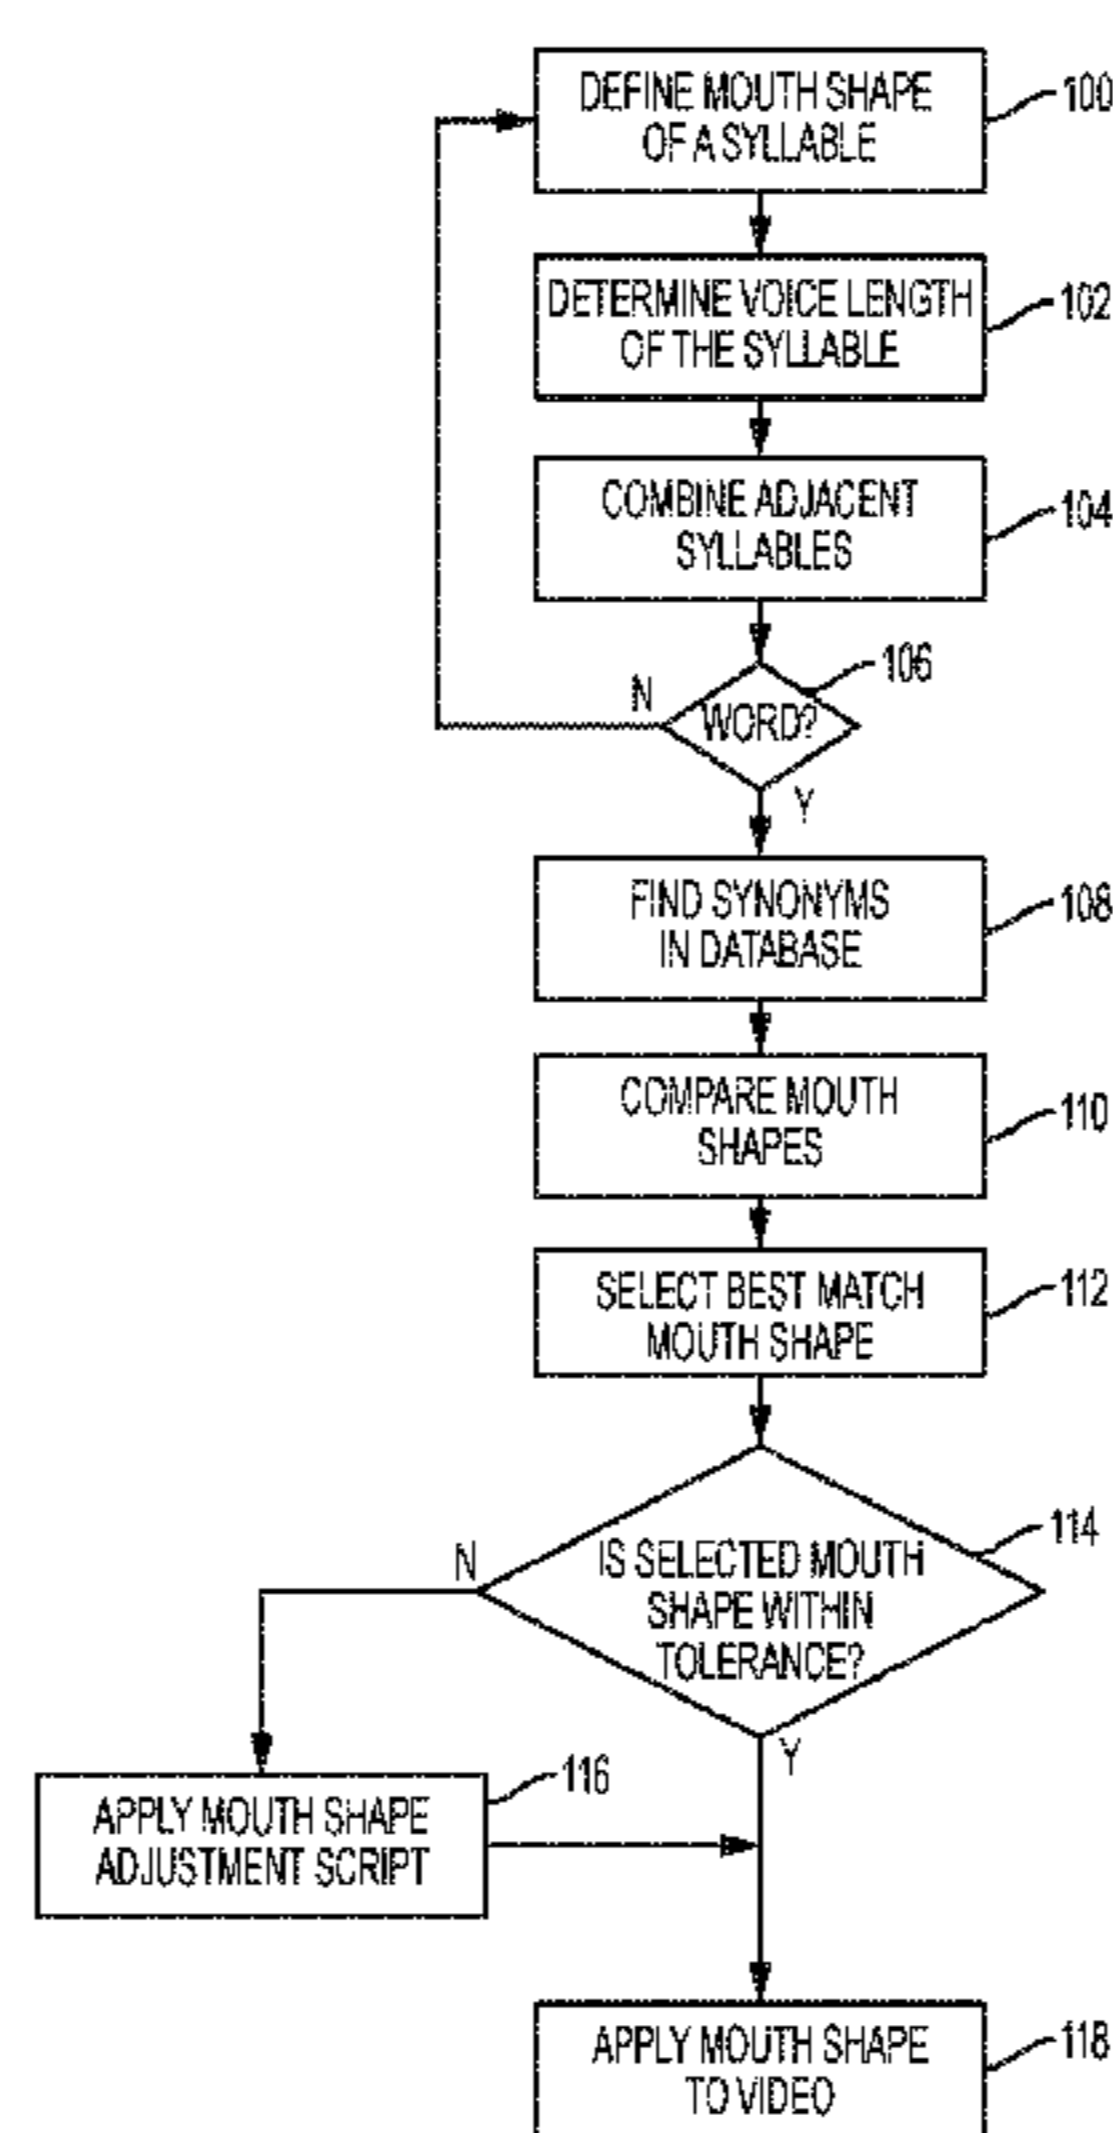 DEFINE MOUTH SHAPE
OF A SYLLABLE
100
DETERMINE VOICE LENGTH
OF THE SYLLABLE
102
COMBINE ADJACENT
SYLLABLES
104
106
N
WORD?
Y
FIND SYNONYMS
IN DATABASE
108
COMPARE MOUTH
SHAPES
110
SELECT BEST MATCH
MOUTH SHAPE
112
114
N
IS SELECTED MOUTH
SHAPE WITHIN
TOLERANCE?
Y
116
APPLY MOUTH SHAPE
ADJUSTMENT SCRIPT
APPLY MOUTH SHAPE
TO VIDEO
118